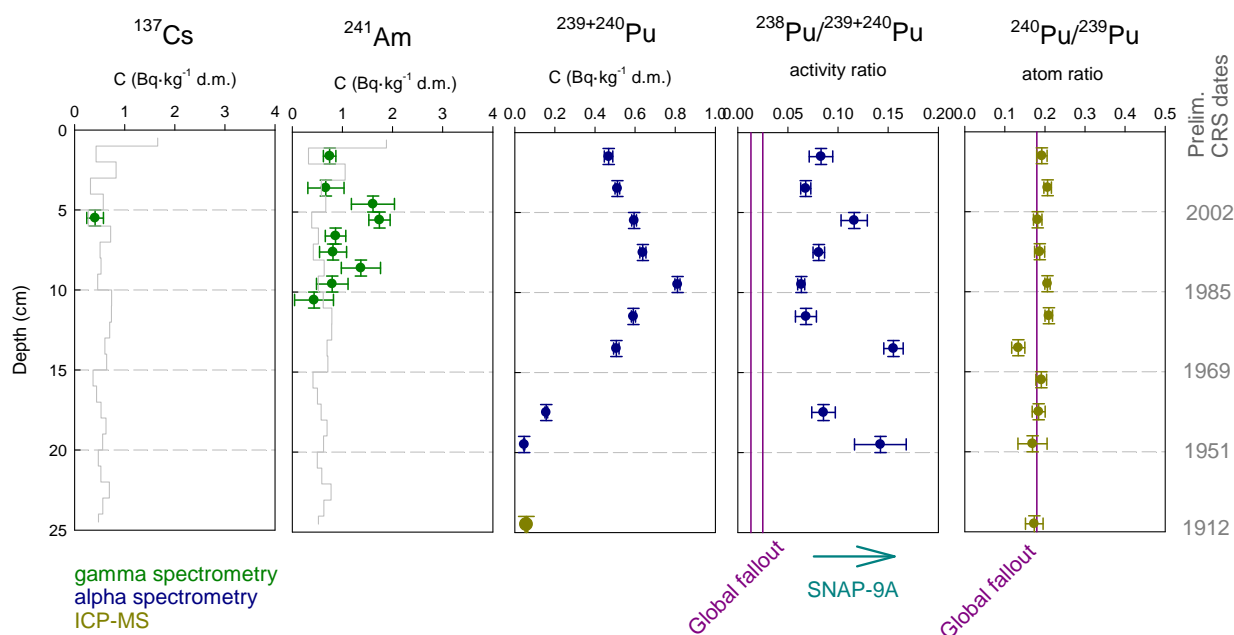 ¹³⁷Cs ²⁴¹Am ²³⁹⁺²⁴⁰Pu ²³⁸Pu/²³⁹⁺²⁴⁰Pu ²⁴⁰Pu/²³⁹Pu
C (Bq·kg⁻¹ d.m.) C (Bq·kg⁻¹ d.m.) C (Bq·kg⁻¹ d.m.) activity ratio atom ratio
Prelim.
CRS dates
0 1 2 3 4 0 1 2 3 4 0.0 0.2 0.4 0.6 0.8 1.0 0.00 0.05 0.10 0.15 0.20 0.0 0.1 0.2 0.3 0.4 0.5
0
5 2002
10 1985
Depth (cm)
15 1969
20 1951
25 1912
gamma spectrometry
alpha spectrometry
ICP-MS
Global fallout
SNAP-9A
Global fallout